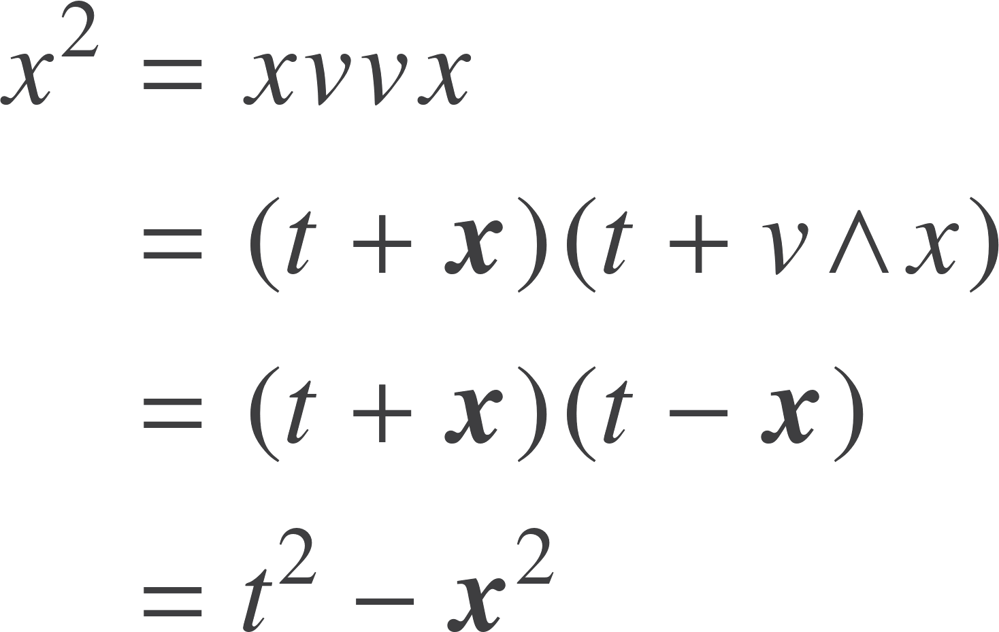 x² = xvvx
= (t + 𝒙)(t + v∧x)
= (t + 𝒙)(t − 𝒙)
= t² − 𝒙²